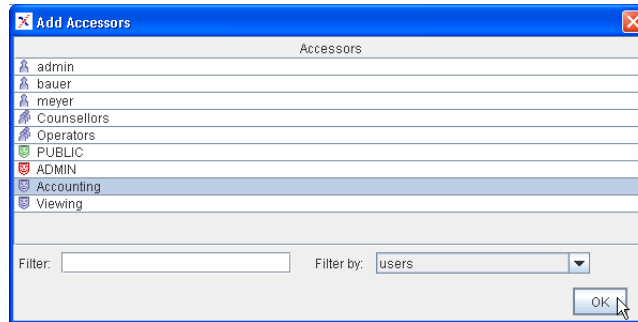 Add Accessors
Accessors
admin
bauer
meyer
Counsellors
Operators
PUBLIC
ADMIN
Accounting
Viewing
Filter: Filter by: users
OK